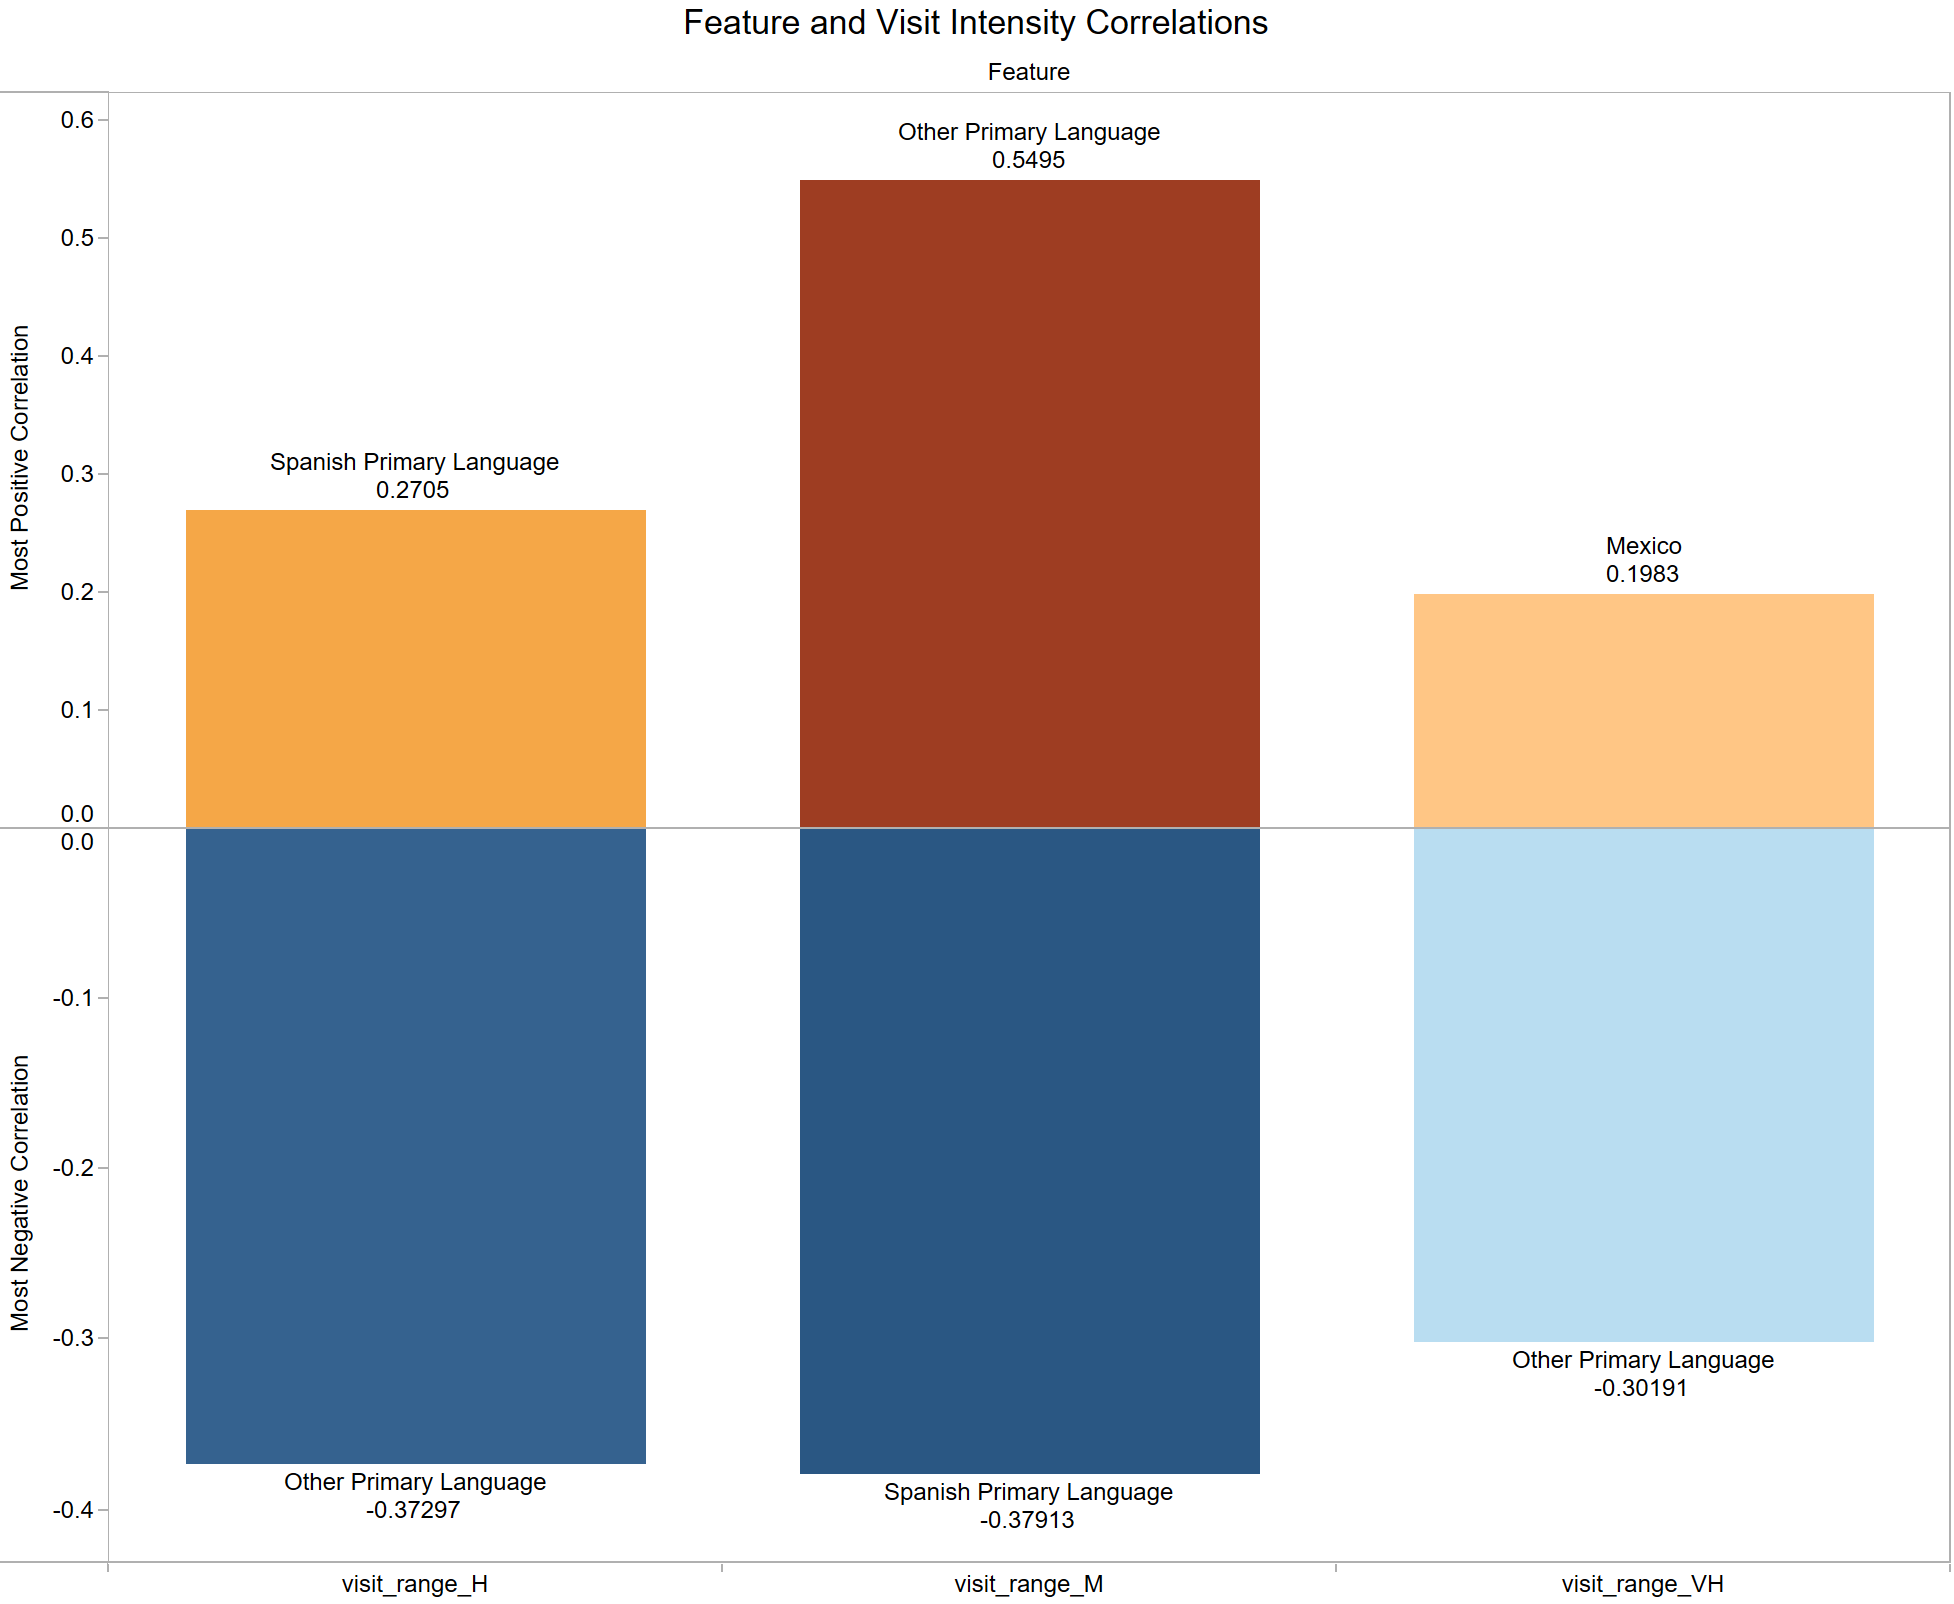 Feature and Visit Intensity Correlations
Feature
Most Positive Correlation
0.6
0.5
0.4
0.3
0.2
0.1
0.0
Spanish Primary Language
0.2705
Other Primary Language
0.5495
Mexico
0.1983
Most Negative Correlation
0.0
-0.1
-0.2
-0.3
-0.4
Other Primary Language
-0.37297
Spanish Primary Language
-0.37913
Other Primary Language
-0.30191
visit_range_H
visit_range_M
visit_range_VH